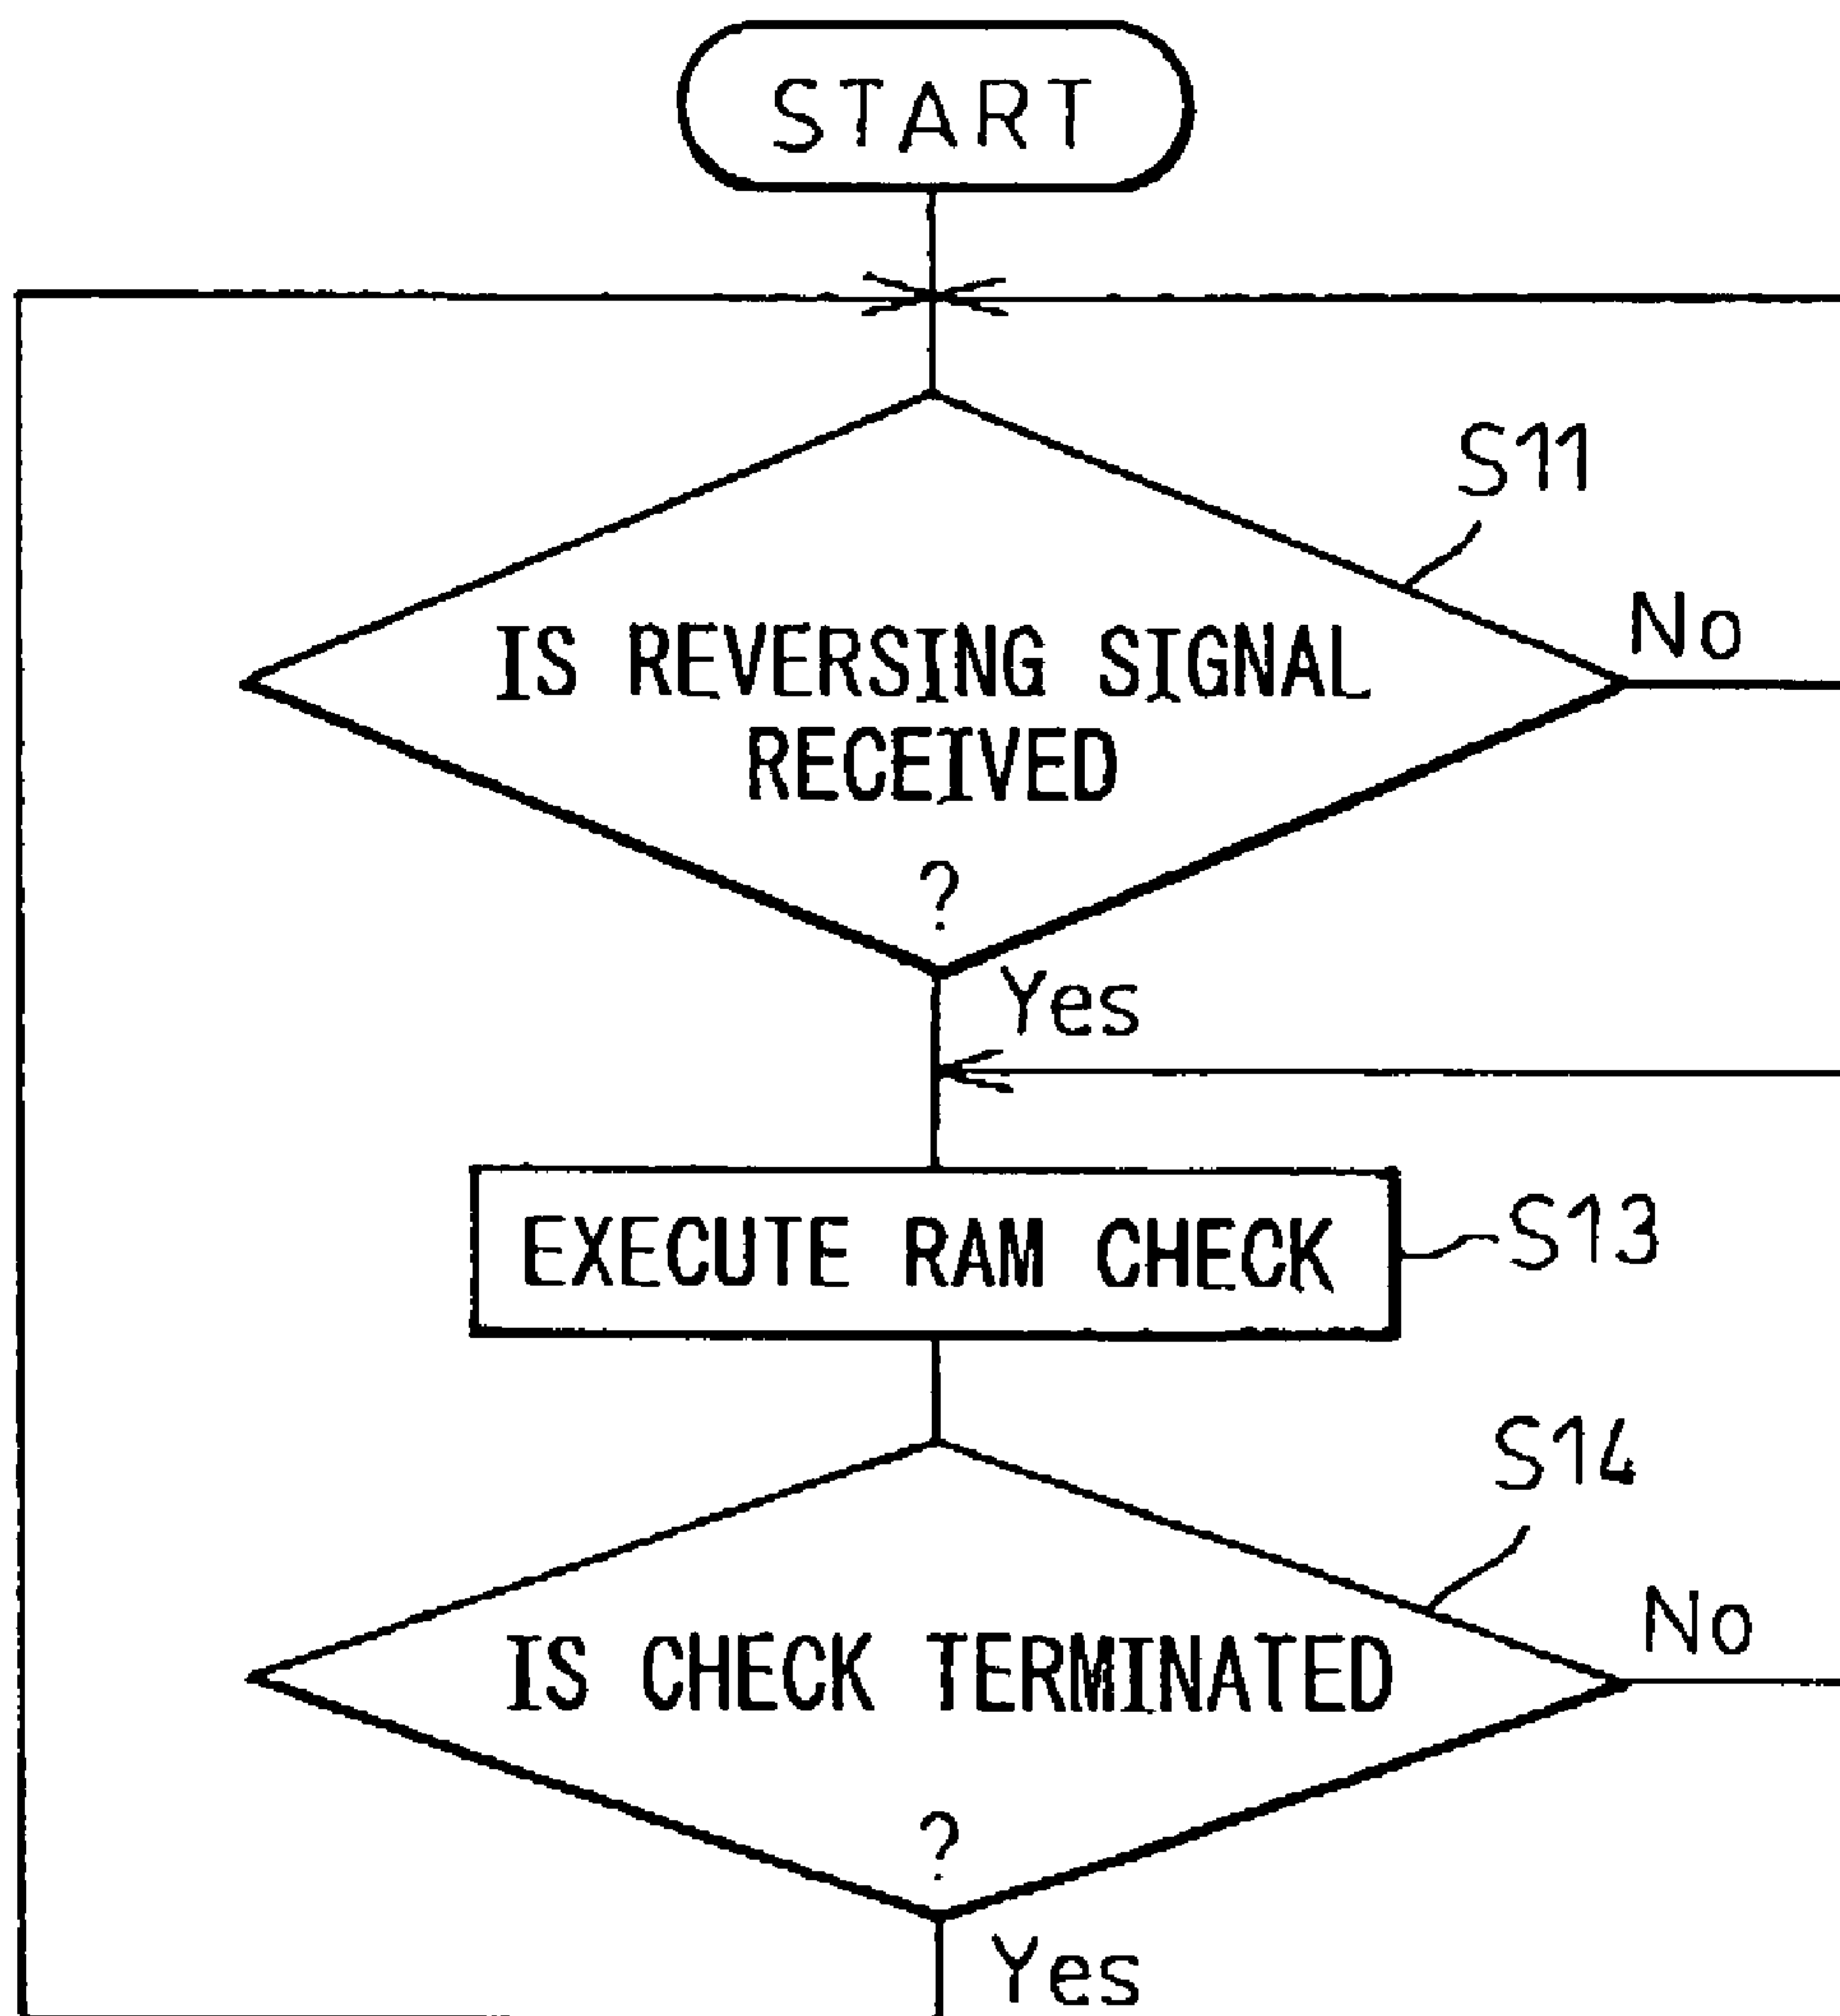 START
S11
No
IS REVERSING SIGNAL
RECEIVED
?
Yes
EXECUTE RAM CHECK
S13
S14
No
IS CHECK TERMINATED
?
Yes